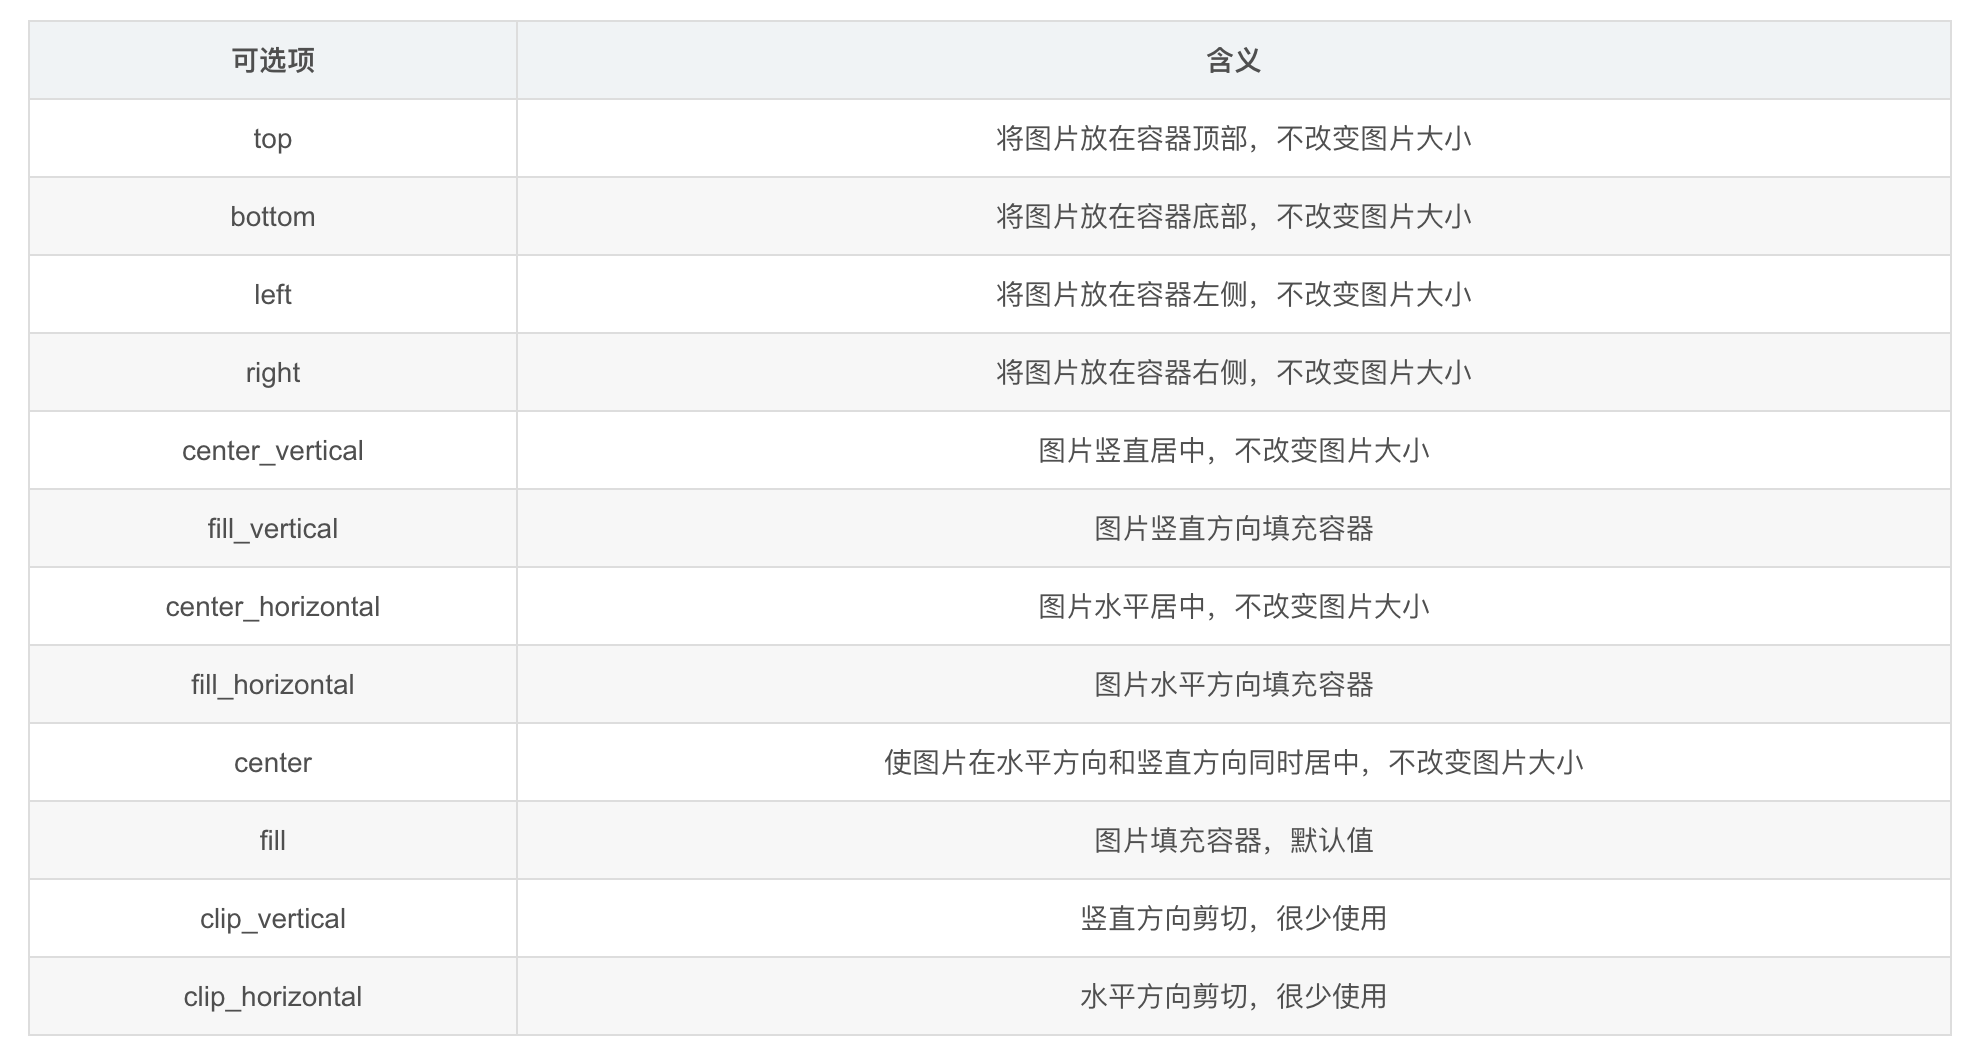 可选项 含义
top 将图片放在容器顶部，不改变图片大小
bottom 将图片放在容器底部，不改变图片大小
left 将图片放在容器左侧，不改变图片大小
right 将图片放在容器右侧，不改变图片大小
center_vertical 图片竖直居中，不改变图片大小
fill_vertical 图片竖直方向填充容器
center_horizontal 图片水平居中，不改变图片大小
fill_horizontal 图片水平方向填充容器
center 使图片在水平方向和竖直方向同时居中，不改变图片大小
fill 图片填充容器，默认值
clip_vertical 竖直方向剪切，很少使用
clip_horizontal 水平方向剪切，很少使用